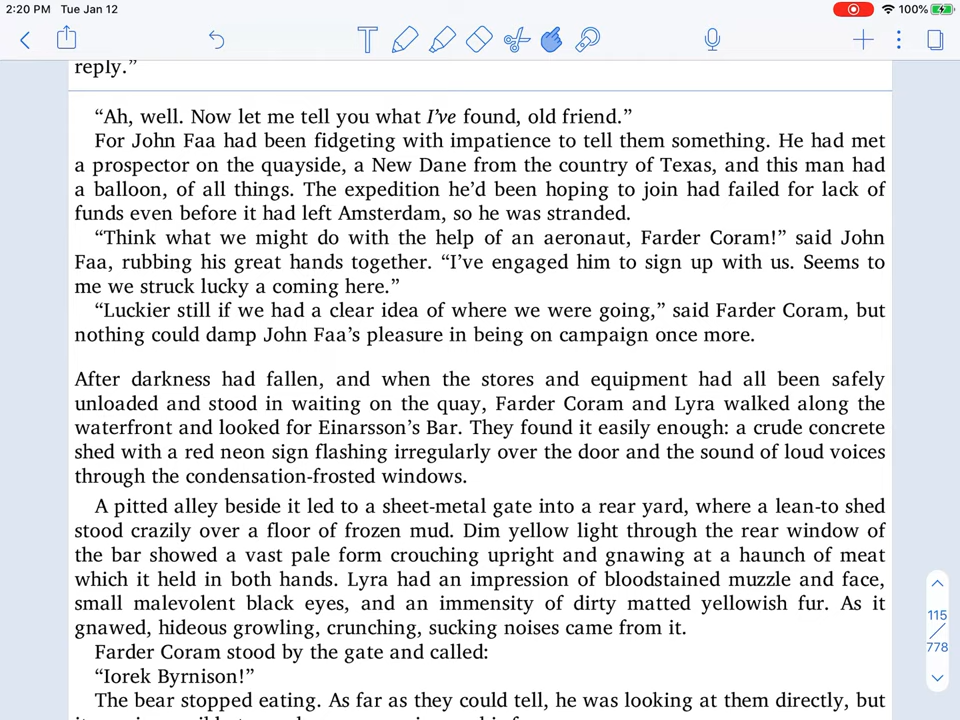 2:20 PM Tue Jan 12
100%
reply.”
“Ah, well. Now let me tell you what I’ve found, old friend.”
For John Faa had been fidgeting with impatience to tell them something. He had met
a prospector on the quayside, a New Dane from the country of Texas, and this man had
a balloon, of all things. The expedition he’d been hoping to join had failed for lack of
funds even before it had left Amsterdam, so he was stranded.
“Think what we might do with the help of an aeronaut, Farder Coram!” said John
Faa, rubbing his great hands together. “I’ve engaged him to sign up with us. Seems to
me we struck lucky a coming here.”
“Luckier still if we had a clear idea of where we were going,” said Farder Coram, but
nothing could damp John Faa’s pleasure in being on campaign once more.
After darkness had fallen, and when the stores and equipment had all been safely
unloaded and stood in waiting on the quay, Farder Coram and Lyra walked along the
waterfront and looked for Einarsson’s Bar. They found it easily enough: a crude concrete
shed with a red neon sign flashing irregularly over the door and the sound of loud voices
through the condensation-frosted windows.
A pitted alley beside it led to a sheet-metal gate into a rear yard, where a lean-to shed
stood crazily over a floor of frozen mud. Dim yellow light through the rear window of
the bar showed a vast pale form crouching upright and gnawing at a haunch of meat
which it held in both hands. Lyra had an impression of bloodstained muzzle and face,
small malevolent black eyes, and an immensity of dirty matted yellowish fur. As it
gnawed, hideous growling, crunching, sucking noises came from it.
Farder Coram stood by the gate and called:
“Iorek Byrnison!”
The bear stopped eating. As far as they could tell, he was looking at them directly, but
115
778